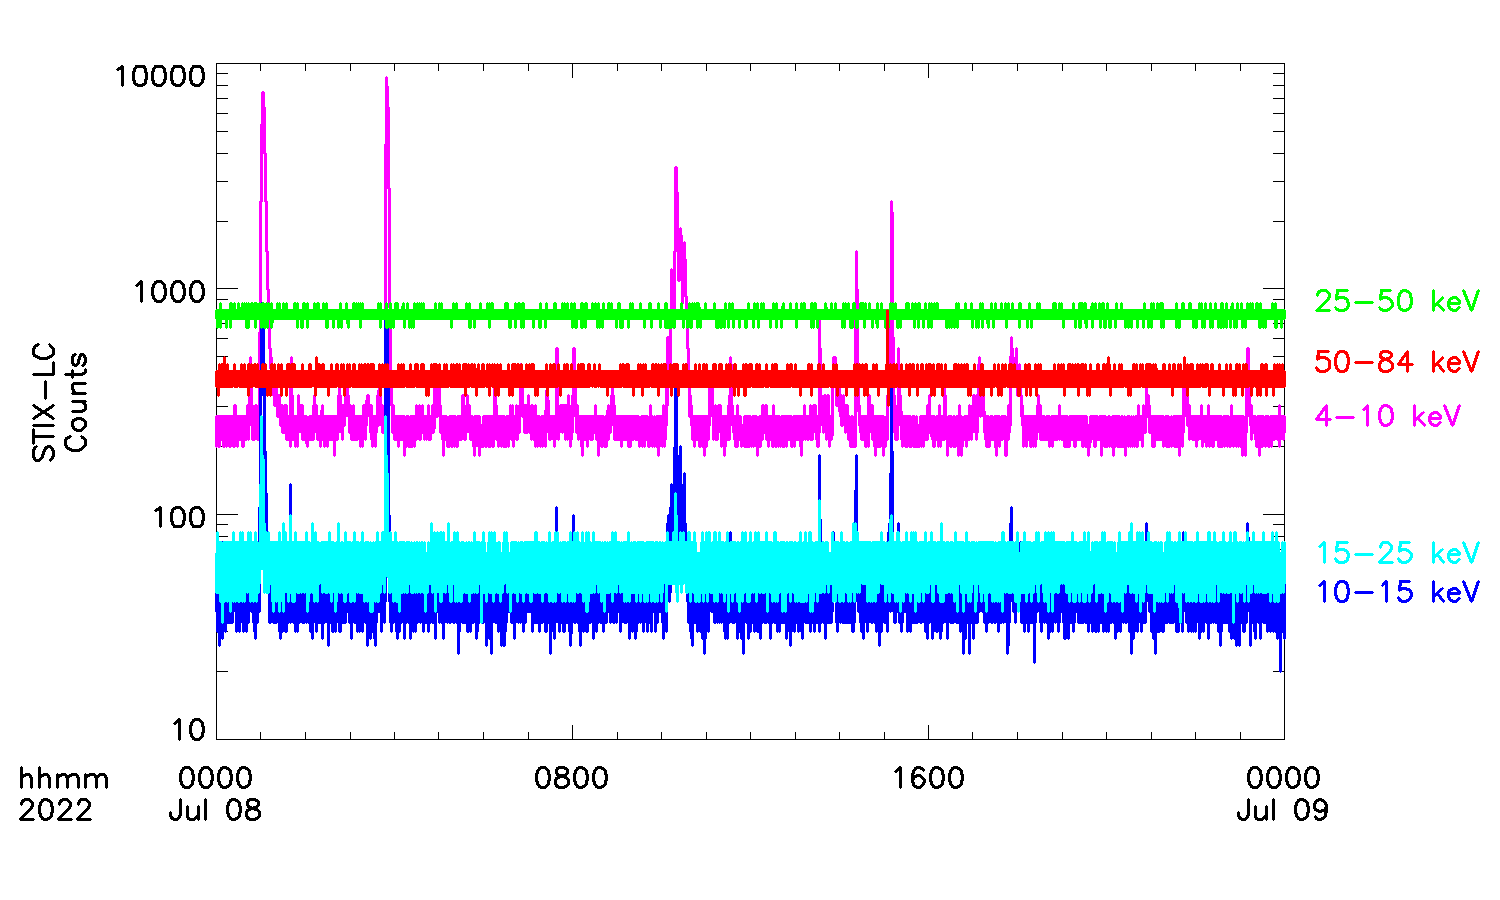 10000
1000
100
10
STIX-LC
Counts
25-50 keV
50-84 keV
4-10 keV
15-25 keV
10-15 keV
hhmm 0000 0800 1600 0000
2022 Jul 08 Jul 09